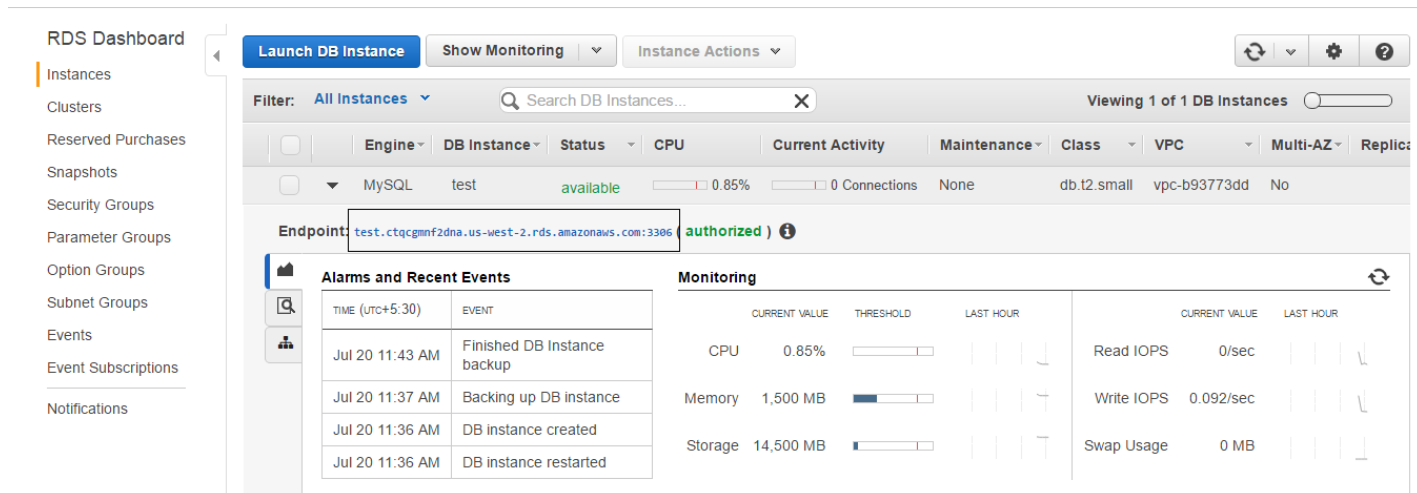 RDS Dashboard
Instances
Clusters
Reserved Purchases
Snapshots
Security Groups
Parameter Groups
Option Groups
Subnet Groups
Events
Event Subscriptions
Notifications
Launch DB Instance Show Monitoring Instance Actions
Filter: All Instances Search DB Instances... Viewing 1 of 1 DB Instances
Engine DB Instance Status CPU Current Activity Maintenance Class VPC Multi-AZ Replica
MySQL test available 0.85% 0 Connections None db.t2.small vpc-b93773dd No
Endpoint: test.ctqcgmnf2dna.us-west-2.rds.amazonaws.com:3306 ( authorized )
Alarms and Recent Events
TIME (UTC+5:30) EVENT
Jul 20 11:43 AM Finished DB Instance
backup
Jul 20 11:37 AM Backing up DB instance
Jul 20 11:36 AM DB instance created
Jul 20 11:36 AM DB instance restarted
Monitoring
CURRENT VALUE THRESHOLD LAST HOUR CURRENT VALUE LAST HOUR
CPU 0.85% Read IOPS 0/sec
Memory 1,500 MB Write IOPS 0.092/sec
Storage 14,500 MB Swap Usage 0 MB